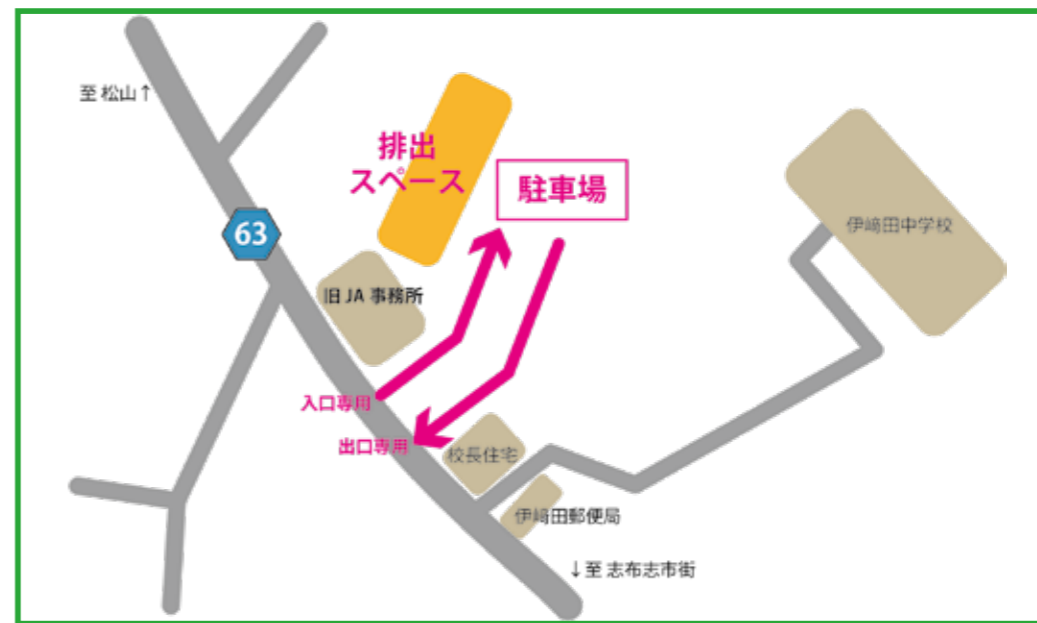 至 松山↑
排出
スペース
駐車場
伊﨑田中学校
63
旧 JA 事務所
入口専用
出口専用
校長住宅
伊﨑田郵便局
↓至 志布志市街